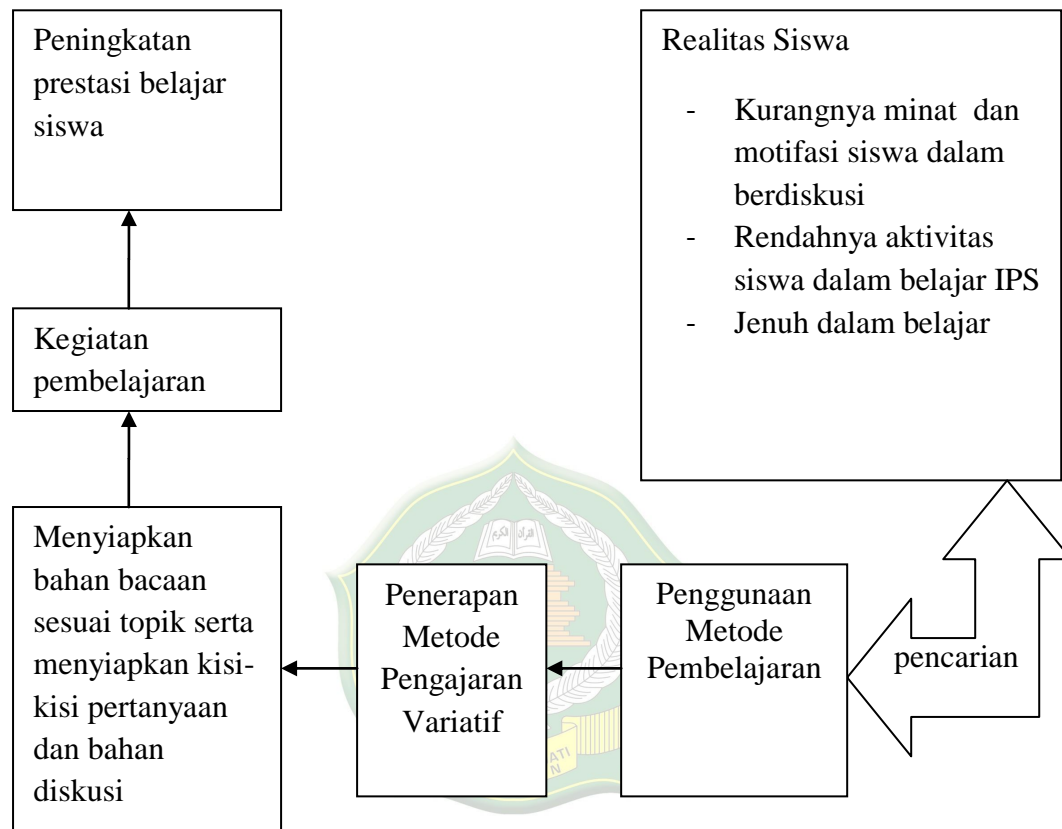 Peningkatan
prestasi belajar
siswa
Realitas Siswa
- Kurangnya minat dan
motifasi siswa dalam
berdiskusi
- Rendahnya aktivitas
siswa dalam belajar IPS
- Jenuh dalam belajar
Kegiatan
pembelajaran
Menyiapkan
bahan bacaan
sesuai topik serta
menyiapkan kisi-
kisi pertanyaan
dan bahan
diskusi
Penerapan
Metode
Pengajaran
Variatif
Penggunaan
Metode
Pembelajaran
pencarian